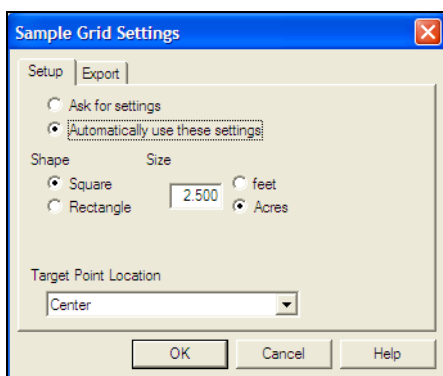 Sample Grid Settings
Setup Export
Ask for settings
Automatically use these settings
Shape Size
Square 2.500 feet
Rectangle Acres
Target Point Location
Center
OK Cancel Help